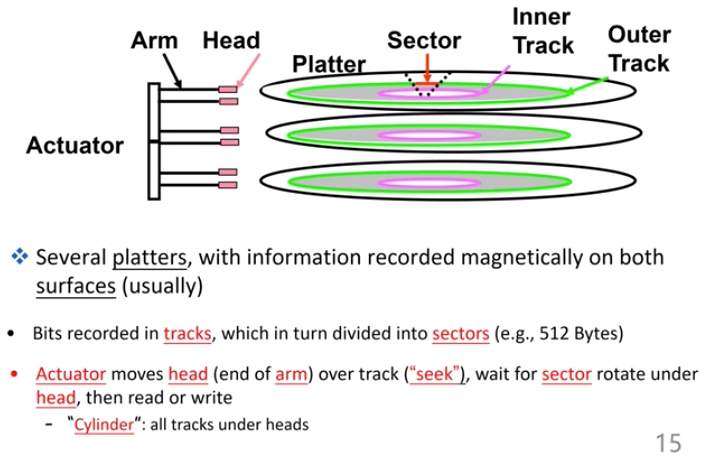 Arm Head
Platter
Sector
Inner
Track
Outer
Track
Actuator
❖ Several platters, with information recorded magnetically on both
surfaces (usually)
• Bits recorded in tracks, which in turn divided into sectors (e.g., 512 Bytes)
• Actuator moves head (end of arm) over track (“seek”), wait for sector rotate under
head, then read or write
– “Cylinder”: all tracks under heads
15